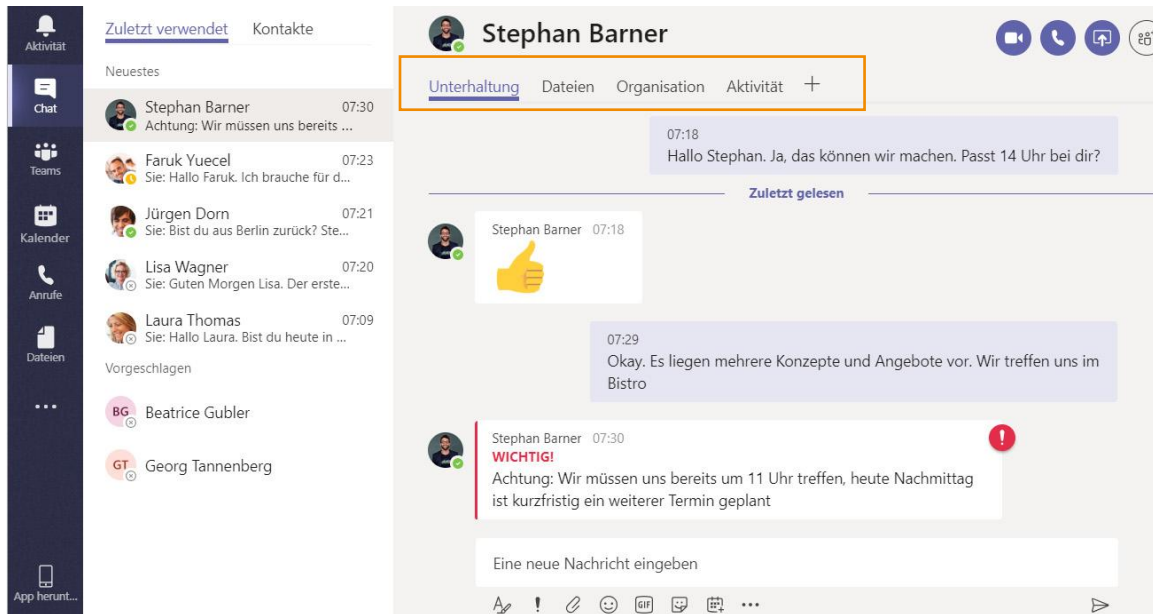 Aktivität
Chat
Teams
Kalender
Anrufe
Dateien
App herunt...
Zuletzt verwendet Kontakte
Neuestes
Stephan Barner 07:30
Achtung: Wir müssen uns bereits ...
Faruk Yuecel 07:23
Sie: Hallo Faruk. Ich brauche für d...
Jürgen Dorn 07:21
Sie: Bist du aus Berlin zurück? Ste...
Lisa Wagner 07:20
Sie: Guten Morgen Lisa. Der erste...
Laura Thomas 07:09
Sie: Hallo Laura. Bist du heute in ...
Vorgeschlagen
BG Beatrice Gubler
GT Georg Tannenberg
Stephan Barner
Unterhaltung Dateien Organisation Aktivität +
07:18
Hallo Stephan. Ja, das können wir machen. Passt 14 Uhr bei dir?
Zuletzt gelesen
Stephan Barner 07:18
07:29
Okay. Es liegen mehrere Konzepte und Angebote vor. Wir treffen uns im
Bistro
Stephan Barner 07:30
WICHTIG!
Achtung: Wir müssen uns bereits um 11 Uhr treffen, heute Nachmittag
ist kurzfristig ein weiterer Termin geplant
Eine neue Nachricht eingeben
GIF